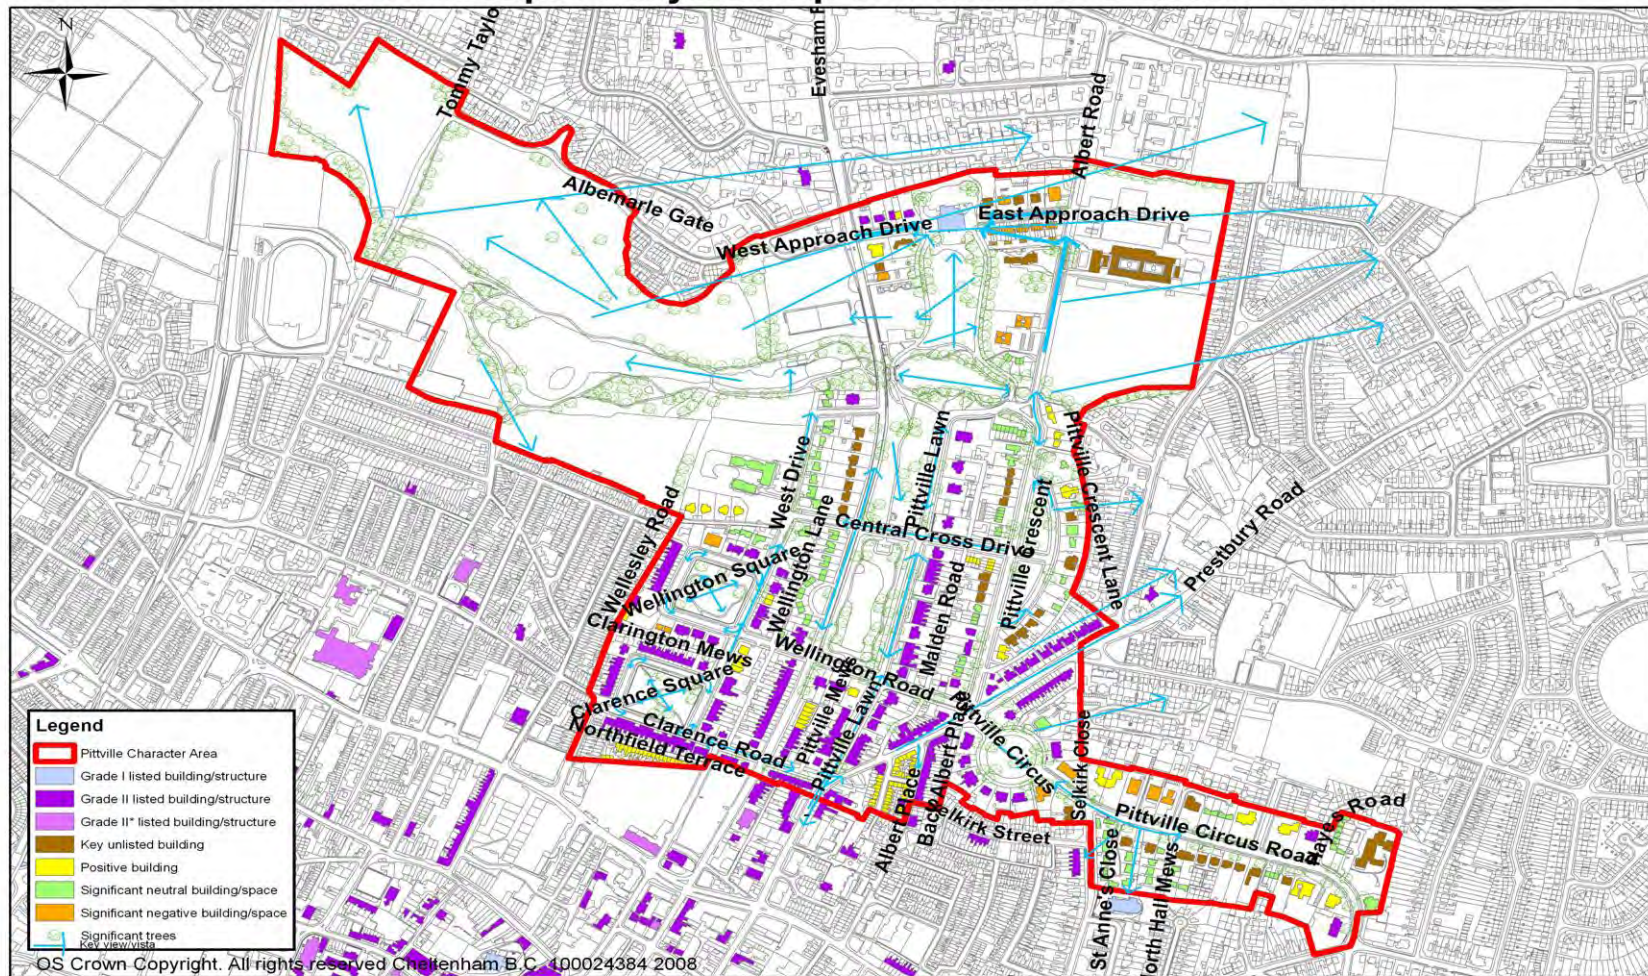 N
Tommy Taylo
Evesham R
Albert Road
Albemarle Gate
West Approach Drive
East Approach Drive
West Drive
Wellington Lane
Pittville Lawn
Central Cross Drive
Pittville Crescent
Pittville Crescent Lane
Prestbury Road
Wellesley Road
Wellington Square
Clarington Mews
Clarence Square
Clarence Road
Northfield Terrace
Wellington Road
Malden Road
Pittville Mews
Pittville Lawn
Albert Place
Back Albert Place
Pittville Circus
Selkirk Close
elkirk Street
Pittville Circus Road
Hayes Road
St Anne's Close
North Hall Mews
Legend
Pittville Character Area
Grade I listed building/structure
Grade II listed building/structure
Grade II* listed building/structure
Key unlisted building
Positive building
Significant neutral building/space
Significant negative building/space
Significant trees
Key view/vista
OS Crown Copyright. All rights reserved Cheltenham B.C. 100024384 2008